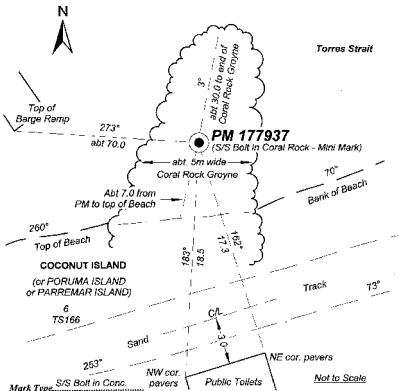 N
Torres Strait
3°
abt 30.0 to end of
Coral Rock Groyne
Top of
Barge Ramp
273°
abt 70.0
PM 177937
(S/S Bolt in Coral Rock - Mini Mark)
abt. 5m wide
Coral Rock Groyne
Abt 7.0 from
PM to top of Beach
70°
Bank of Beach
260°
Top of Beach
183°
18.5
162°
17.3
COCONUT ISLAND
(or PORUMA ISLAND
or PARREMAR ISLAND)
6
TS166
C/L
Track
73°
Sand
3.0
253°
NW cor.
pavers
NE cor. pavers
Public Toilets
Not to Scale
Mark Type S/S Bolt in Conc.